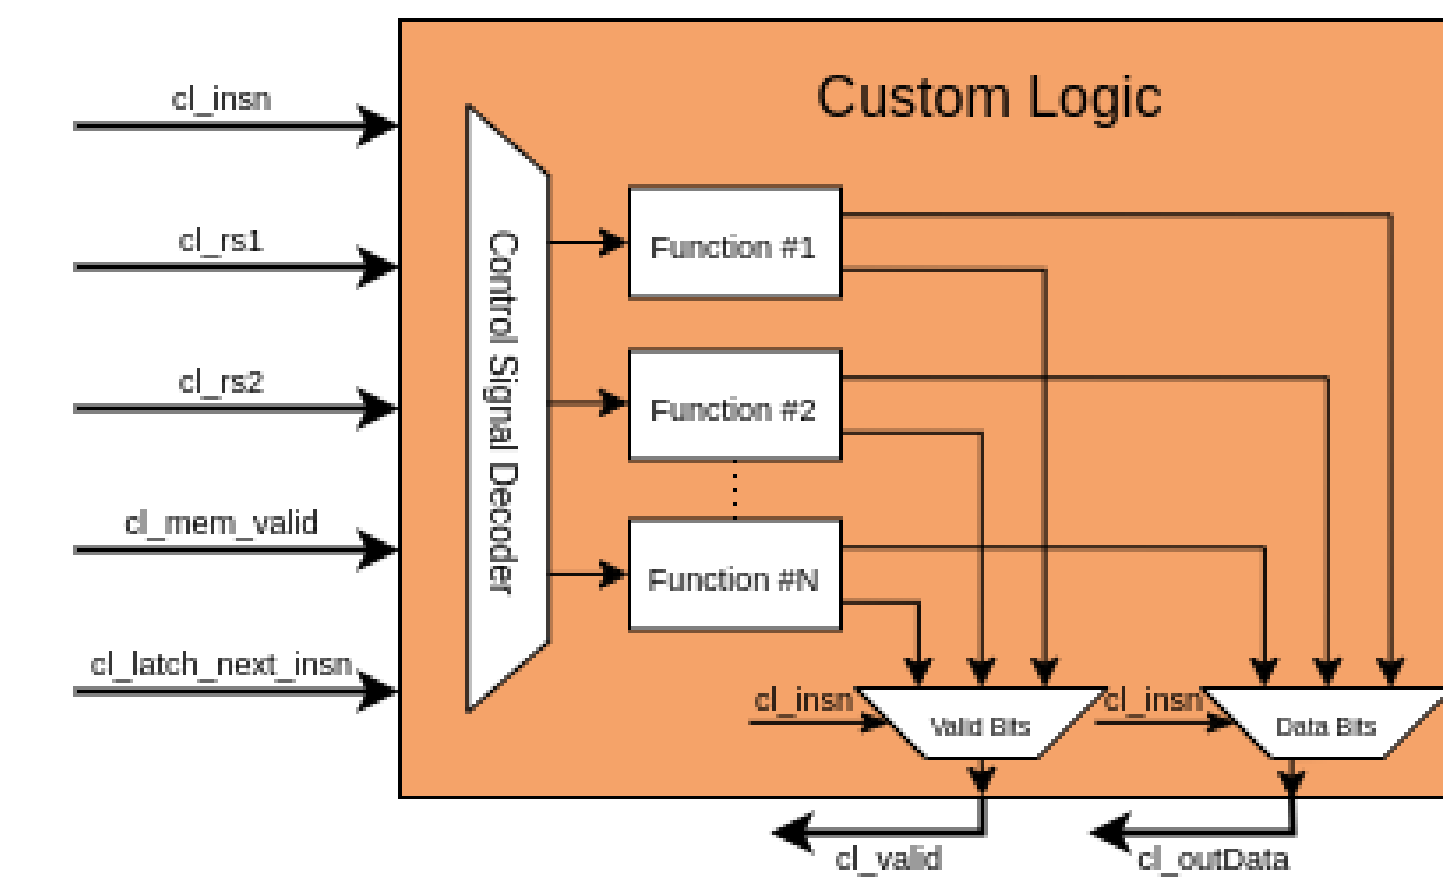 Custom Logic
cl_insn
cl_rs1
cl_rs2
cl_mem_valid
cl_latch_next_insn
Control Signal Decoder
Function #1
Function #2
Function #N
cl_insn
Valid Bits
cl_insn
Data Bits
cl_valid
cl_outData